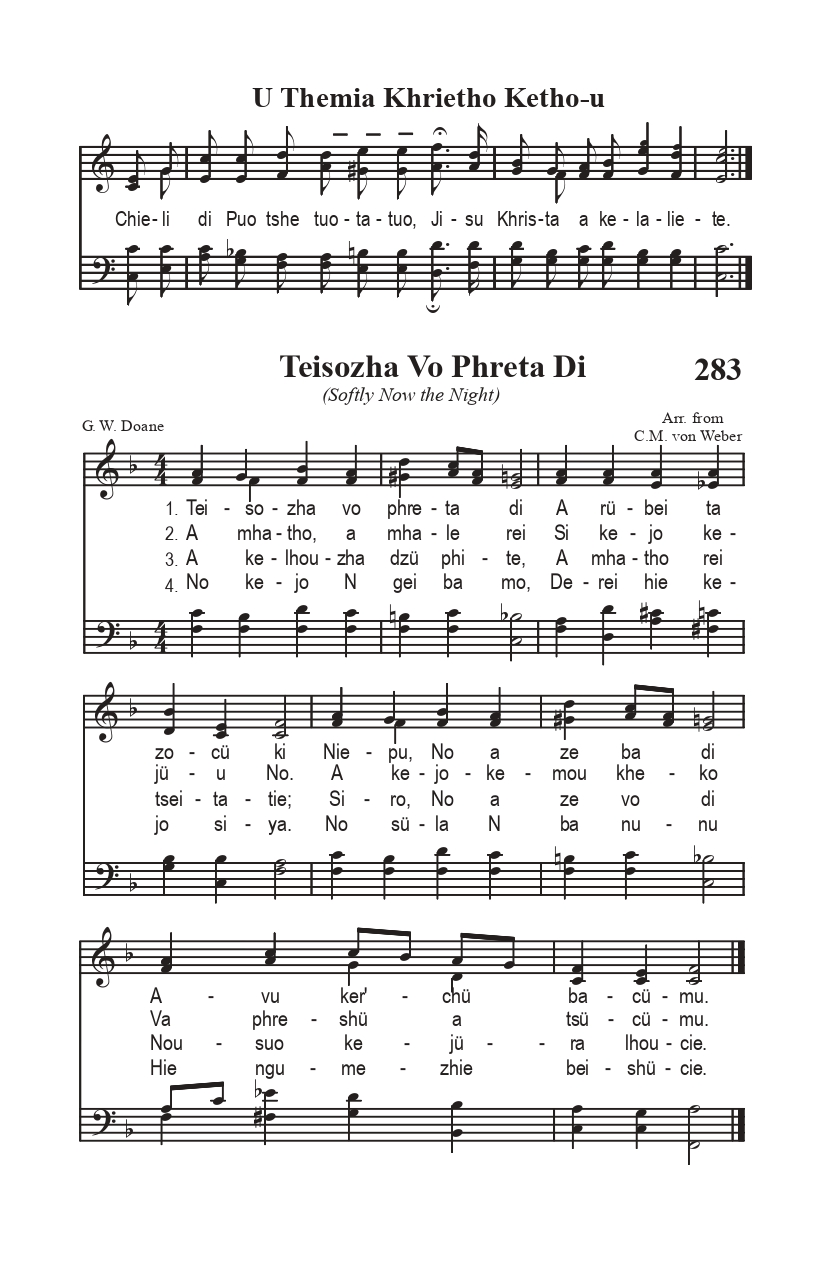 U Themia Khrietho Ketho-u
Chie - li di Puo tshe tuo - ta - tuo, Ji - su Khris - ta a ke - la - lie - te.
Teisozha Vo Phreta Di 283
(Softly Now the Night)
G. W. Doane
Arr. from
C.M. von Weber
1. Tei - so - zha vo phre - ta di A rü - bei ta
2. A mha - tho, a mha - le rei Si ke - jo ke -
3. A ke - lhou - zha dzü phi - te, A mha - tho rei
4. No ke - jo N gei ba mo, De - rei hie ke -
zo - cü ki Nie - pu, No a ze ba di
jü - u No. A ke - jo - ke - mou khe - ko
tsei - ta - tie; Si - ro, No a ze vo di
jo si - ya. No sü - la N ba nu - nu
A - vu ker' - chü ba - cü - mu.
Va phre - shü a tsü - cü - mu.
Nou - suo ke - jü - ra lhou - cie.
Hie ngu - me - zhie bei - shü - cie.